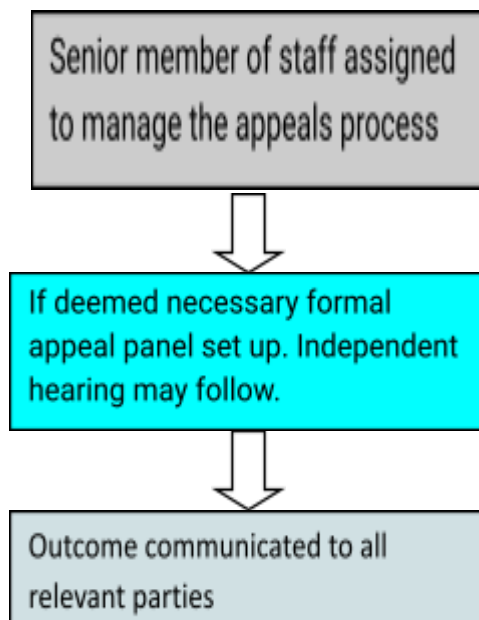 Senior member of staff assigned
to manage the appeals process
If deemed necessary formal
appeal panel set up. Independent
hearing may follow.
Outcome communicated to all
relevant parties